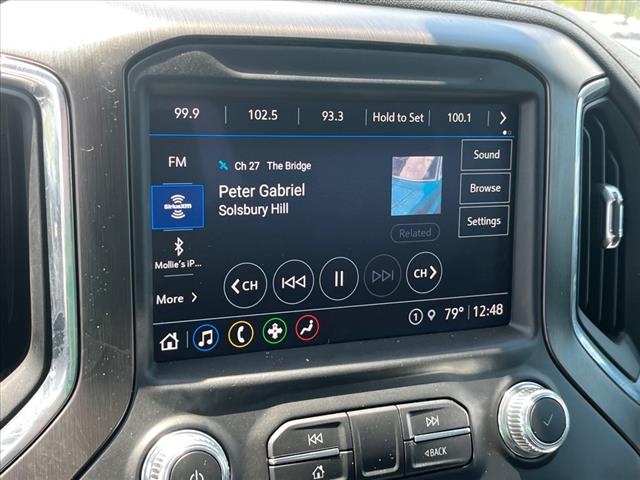 99.9 102.5 93.3 Hold to Set 100.1
FM
Ch 27 The Bridge
Sound
Peter Gabriel
Solsbury Hill
Browse
SiriusXM
Settings
Related
Mollie's iP...
More
CH
CH
1 79° 12:48
BACK